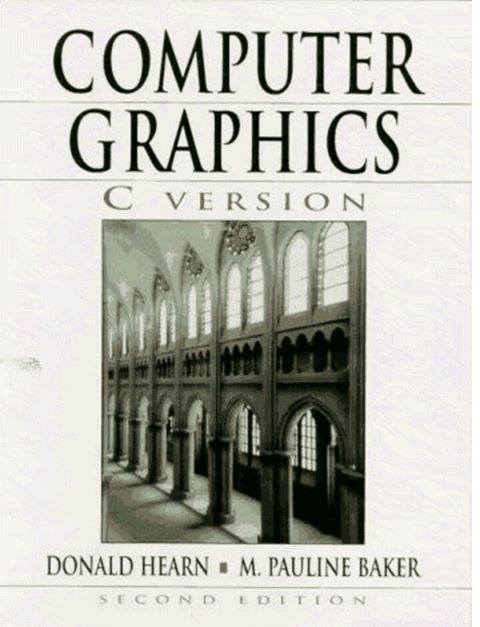 COMPUTER
GRAPHICS
C VERSION
DONALD HEARN ■ M. PAULINE BAKER
SECOND EDITION